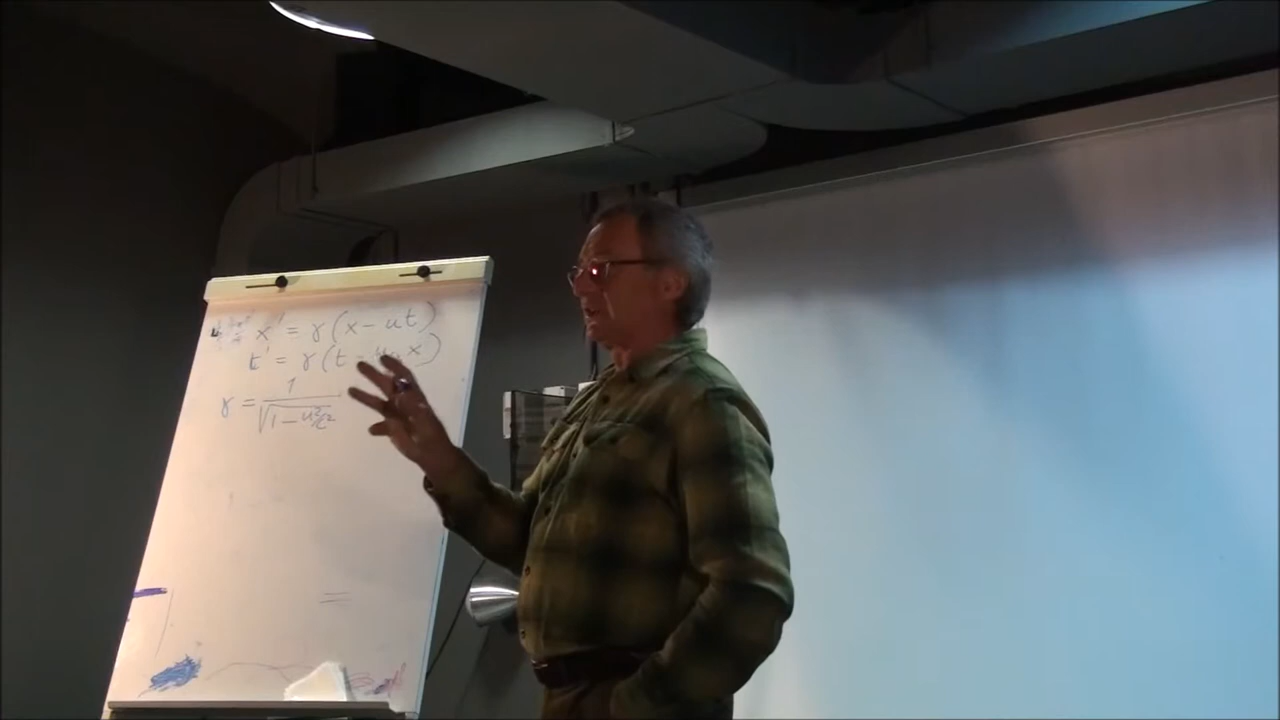 x' = γ(x - ut)
t' = γ(t - u x)
γ = 1/√(1 - u²/c²)